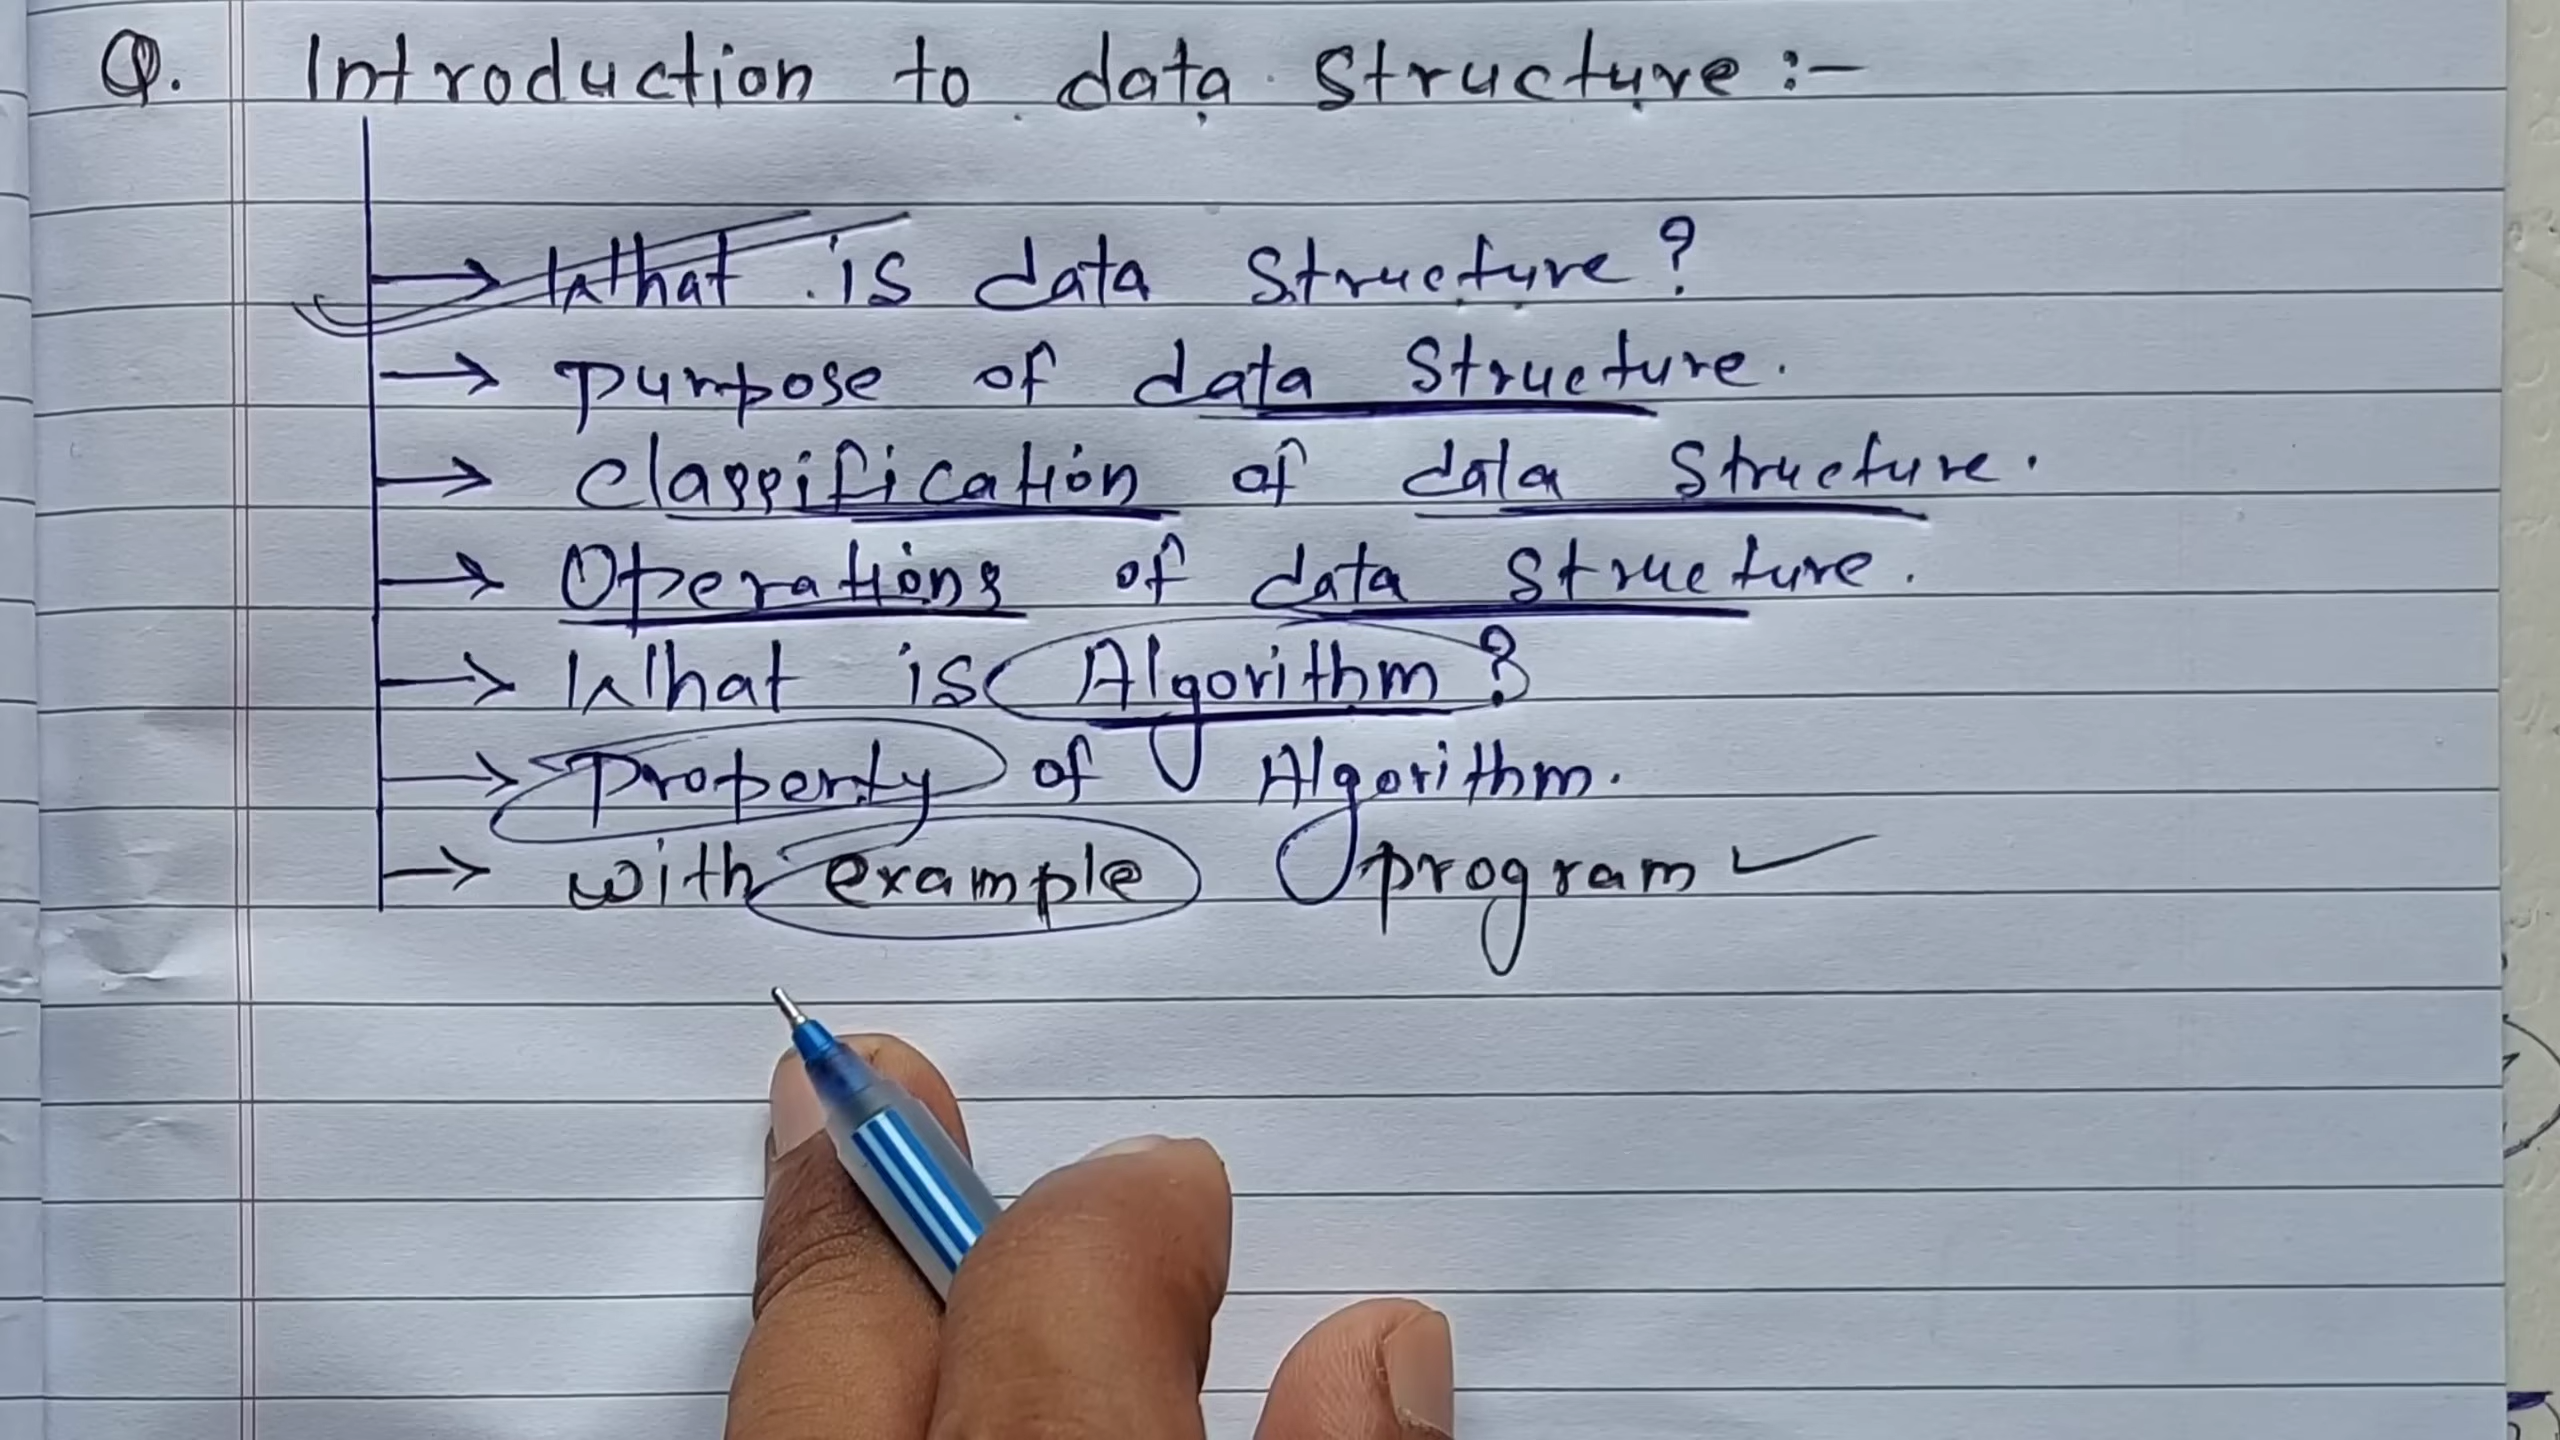 Q. Introduction to data structure :-
→ What is data structure?
→ purpose of data structure.
→ classification of data structure.
→ Operations of data structure.
→ What is Algorithm?
→ Property of Algorithm.
→ with example program ✓